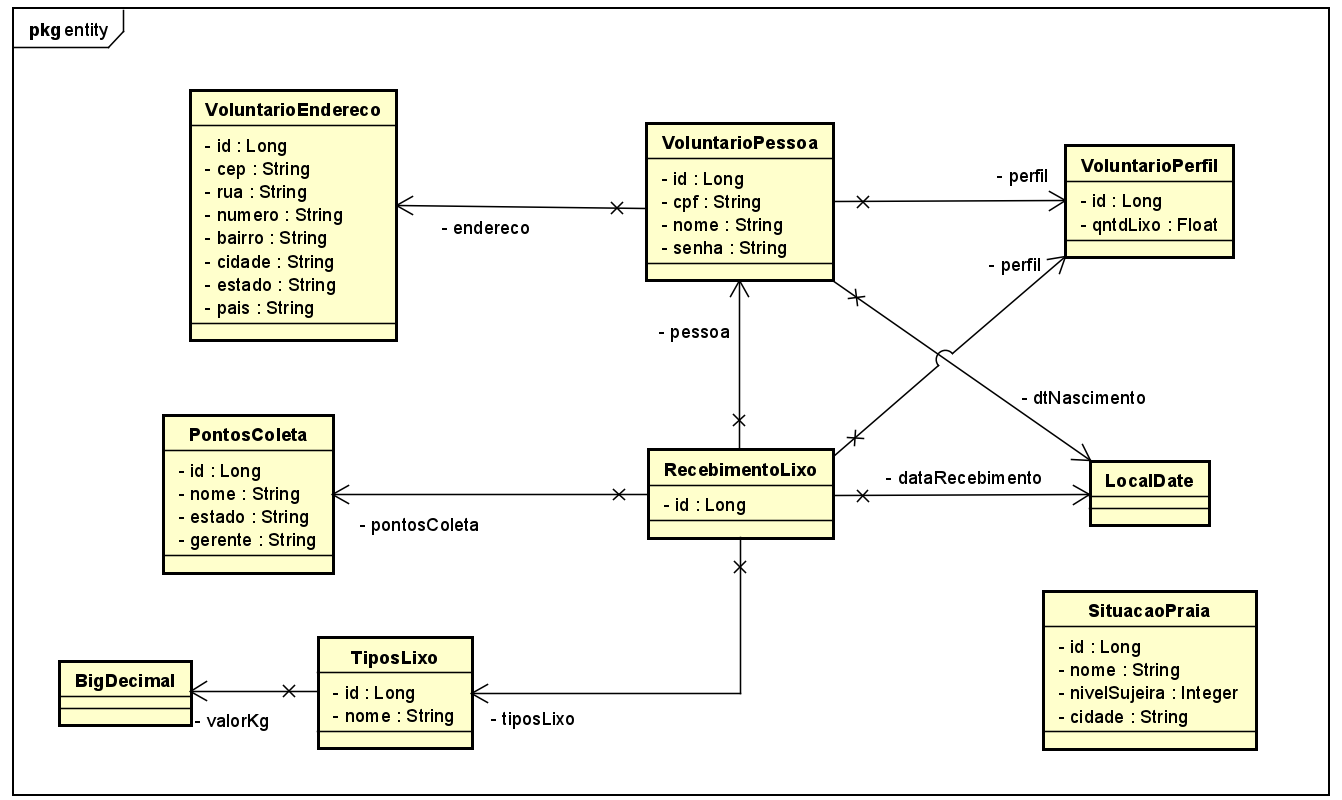 pkg entity
VoluntarioEndereco
- id : Long
- cep : String
- rua : String
- numero : String
- bairro : String
- cidade : String
- estado : String
- pais : String
- endereco
VoluntarioPessoa
- id : Long
- cpf : String
- nome : String
- senha : String
- perfil
VoluntarioPerfil
- id : Long
- qntdLixo : Float
- perfil
- pessoa
- dtNascimento
PontosColeta
- id : Long
- nome : String
- estado : String
- gerente : String
- pontosColeta
RecebimentoLixo
- id : Long
- dataRecebimento
LocalDate
BigDecimal
- valorKg
TiposLixo
- id : Long
- nome : String
- tiposLixo
SituacaoPraia
- id : Long
- nome : String
- nivelSujeira : Integer
- cidade : String